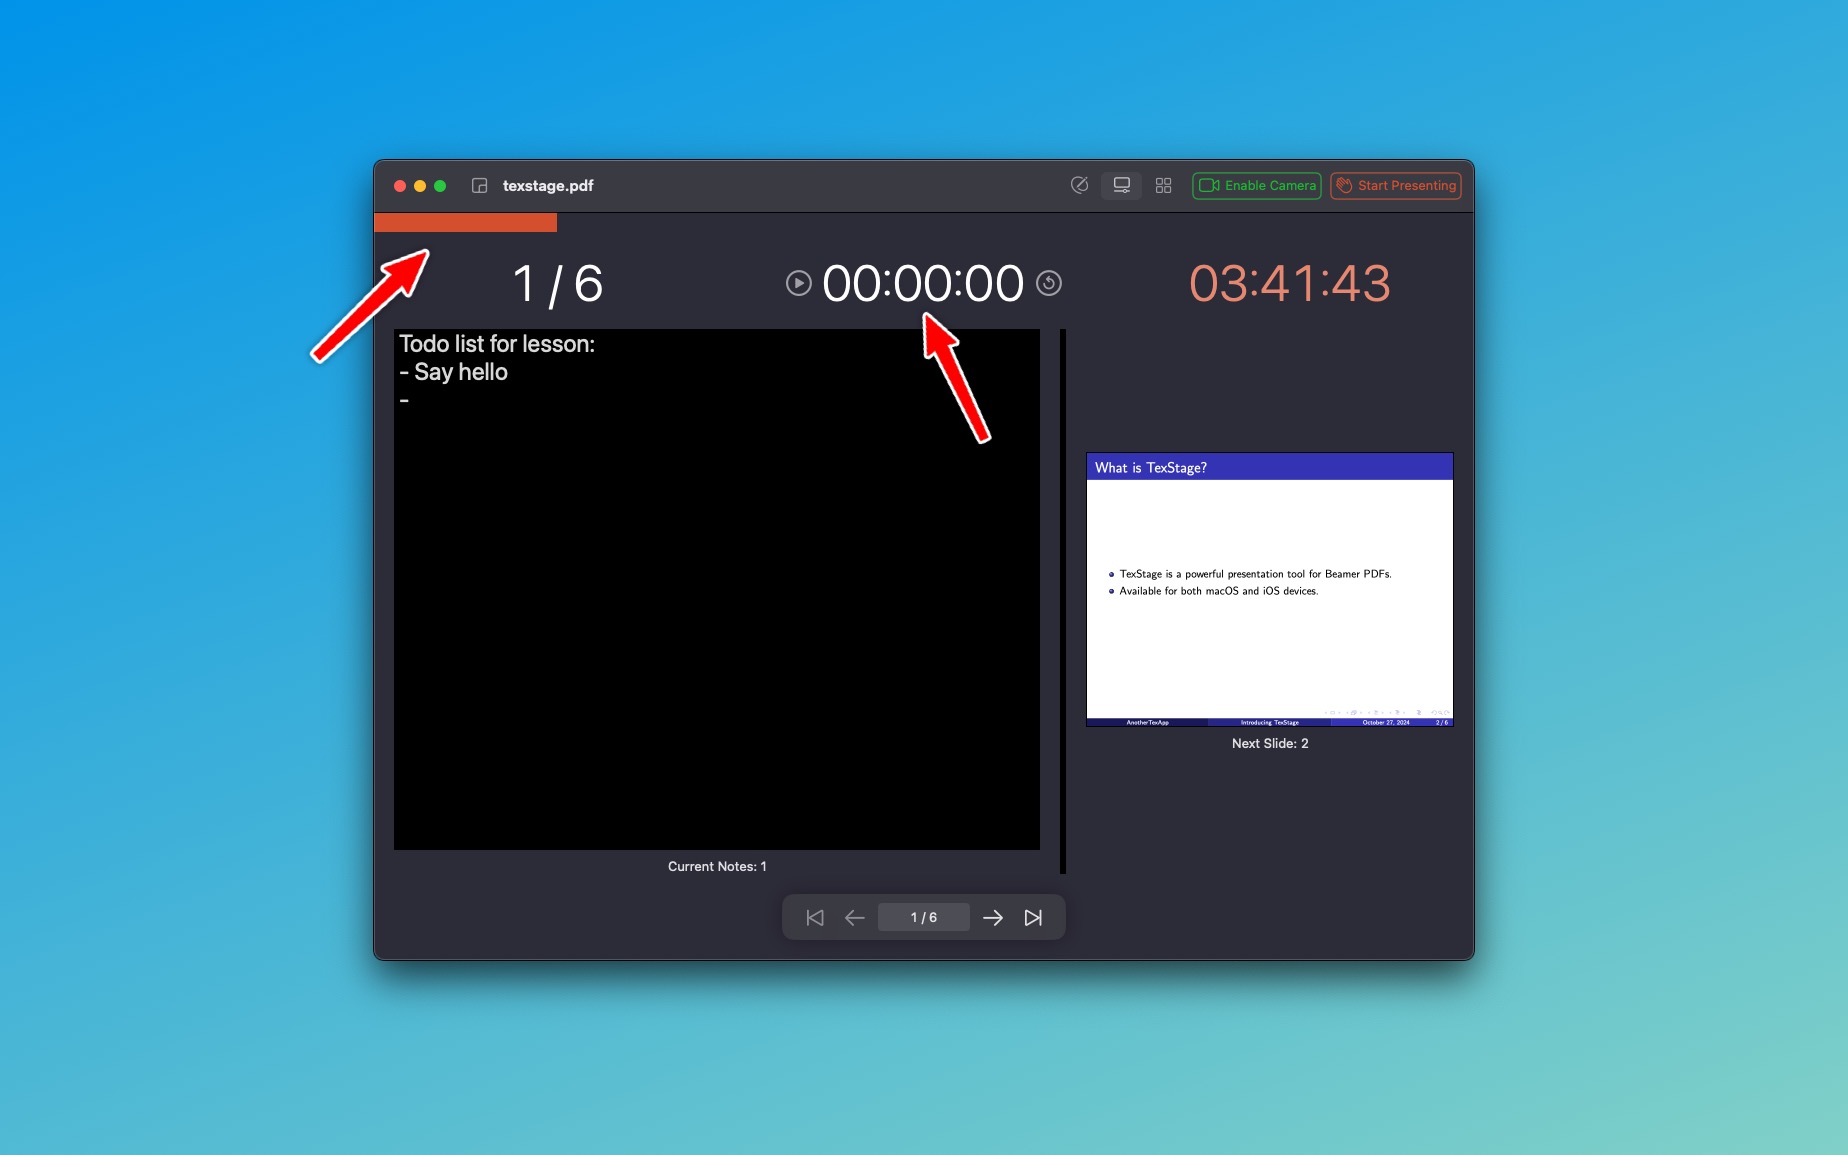 texstage.pdf
Enable Camera
Start Presenting
1 / 6
00:00:00
03:41:43
Todo list for lesson:
- Say hello
-
What is TexStage?
TexStage is a powerful presentation tool for Beamer PDFs.
Available for both macOS and iOS devices.
AnotherTexApp
Introducing TexStage
October 27, 2024
2 / 6
Next Slide: 2
Current Notes: 1
1 / 6